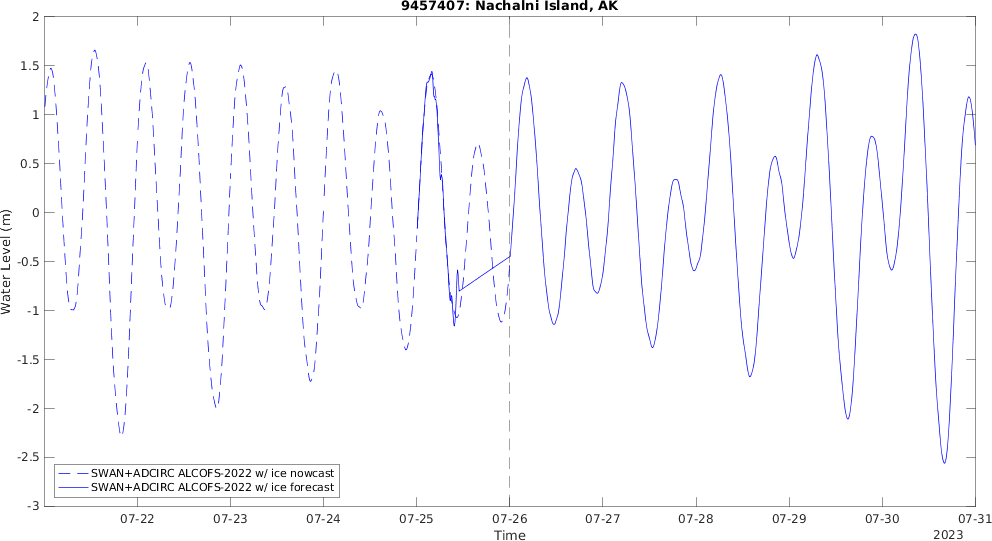 9457407: Nachalni Island, AK
2
1.5
1
0.5
0
-0.5
-1
-1.5
-2
-2.5
-3
Water Level (m)
SWAN+ADCIRC ALCOFS-2022 w/ ice nowcast
SWAN+ADCIRC ALCOFS-2022 w/ ice forecast
07-22 07-23 07-24 07-25 07-26 07-27 07-28 07-29 07-30 07-31
Time
2023